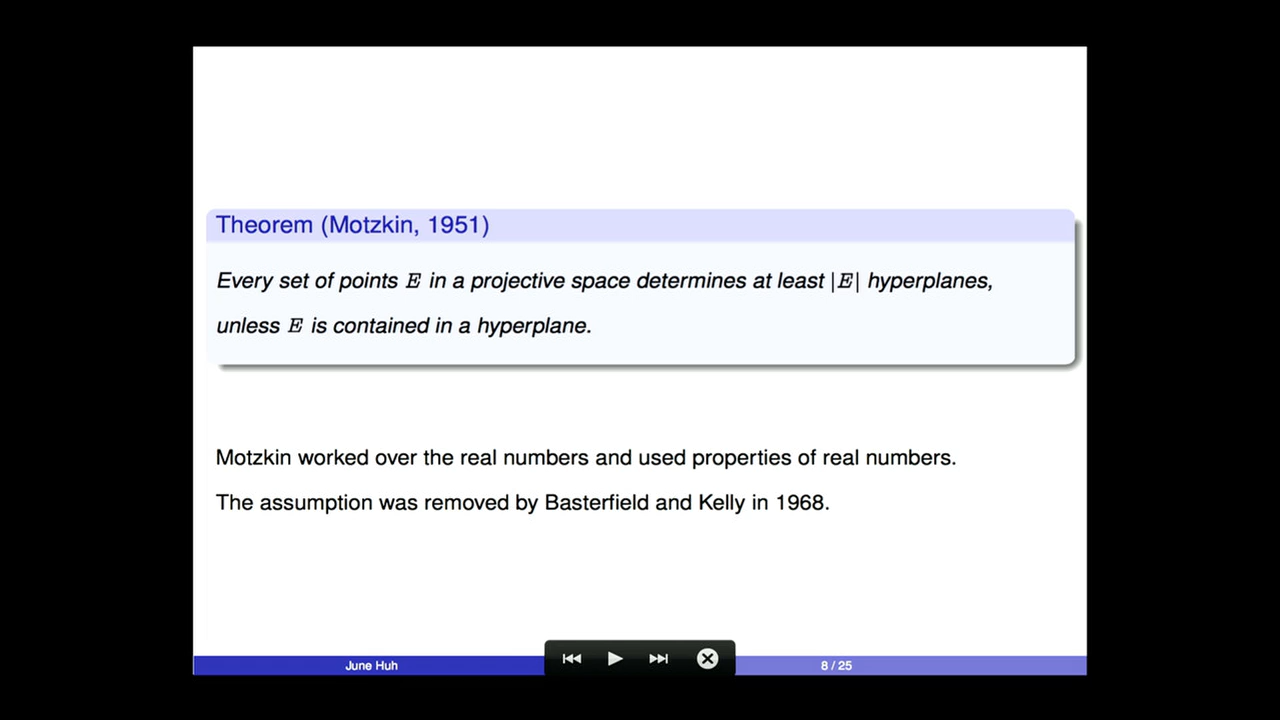 Theorem (Motzkin, 1951)
Every set of points E in a projective space determines at least |E| hyperplanes,
unless E is contained in a hyperplane.
Motzkin worked over the real numbers and used properties of real numbers.
The assumption was removed by Basterfield and Kelly in 1968.
June Huh
8 / 25